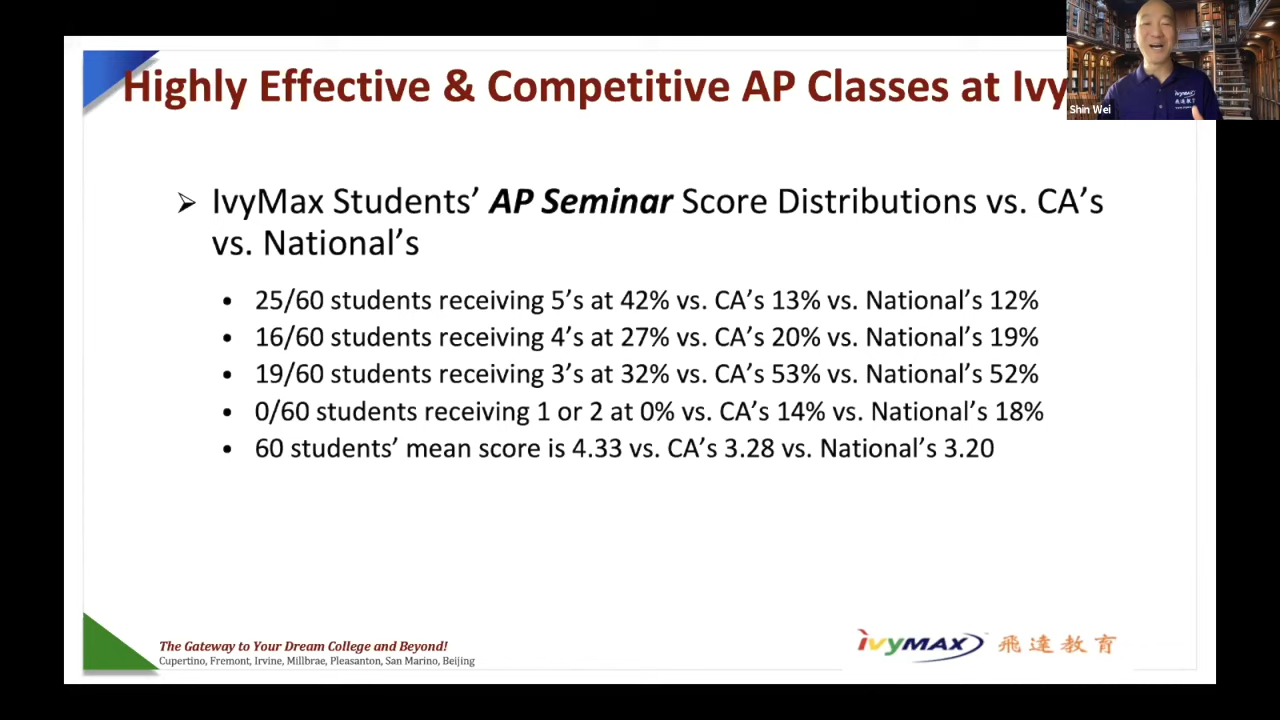 Highly Effective & Competitive AP Classes at Ivy
Shin Wei
ivyMAX
飛達教育
➢ IvyMax Students’ AP Seminar Score Distributions vs. CA’s
vs. National’s
• 25/60 students receiving 5’s at 42% vs. CA’s 13% vs. National’s 12%
• 16/60 students receiving 4’s at 27% vs. CA’s 20% vs. National’s 19%
• 19/60 students receiving 3’s at 32% vs. CA’s 53% vs. National’s 52%
• 0/60 students receiving 1 or 2 at 0% vs. CA’s 14% vs. National’s 18%
• 60 students’ mean score is 4.33 vs. CA’s 3.28 vs. National’s 3.20
The Gateway to Your Dream College and Beyond!
Cupertino, Fremont, Irvine, Millbrae, Pleasanton, San Marino, Beijing
ivyMAX 飛達教育